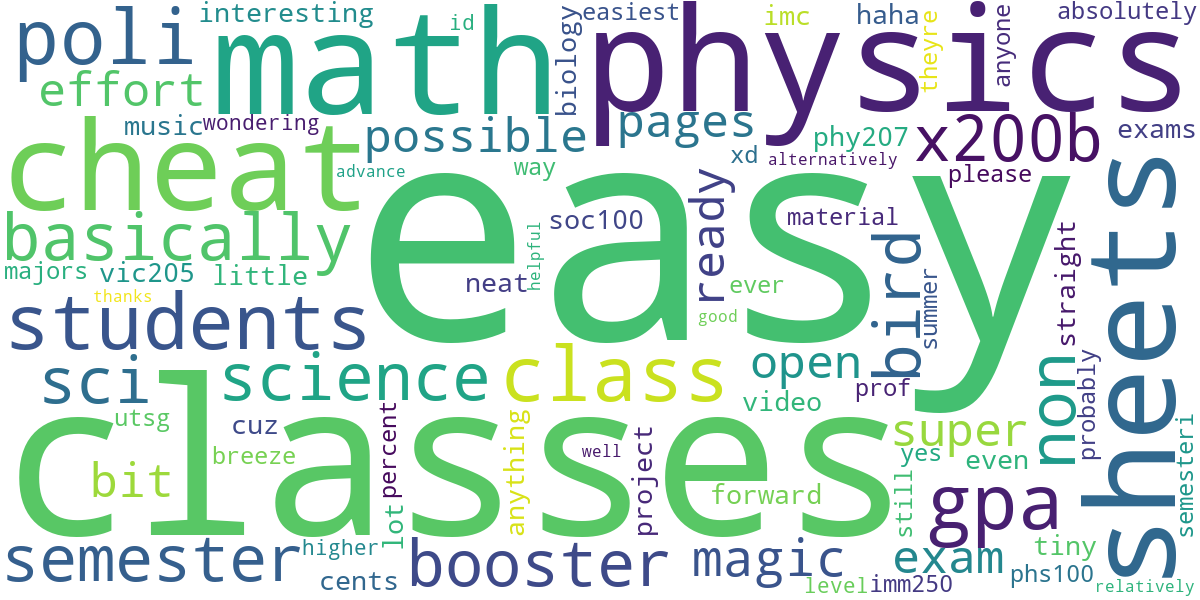 poli
interesting
id
math
biology
easiest
physics
imc
haha
theyre
anyone
absolutely
effort
music
wondering
possible
pages
phy207
x200b
exams
cheat
advance
way
xd
alternatively
please
easy
sheets
basically
soc100
ready
material
majors
vic205
little
neat
helpful
ever
bird
summer
straight
thanks
good
students
sci
science
class
open
prof
non
probably
utsg
cuz
percent
video
classes
super
breeze
anything
well
project
yes
even
still
semesteri
bit
lot
forward
gpa
semester
higher
booster
magic
exam
tiny
cents
level
imm250
phs100
relatively